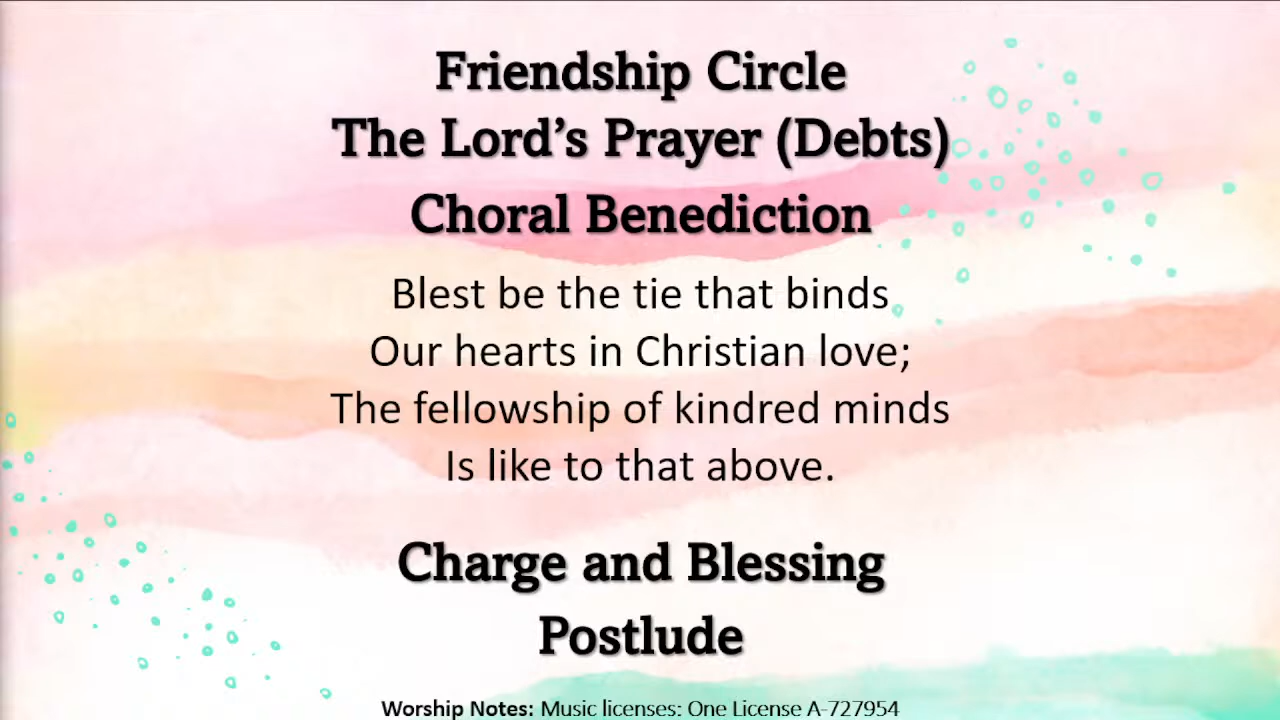 Friendship Circle
The Lord’s Prayer (Debts)
Choral Benediction
Blest be the tie that binds
Our hearts in Christian love;
The fellowship of kindred minds
Is like to that above.
Charge and Blessing
Postlude
Worship Notes: Music licenses: One License A-727954